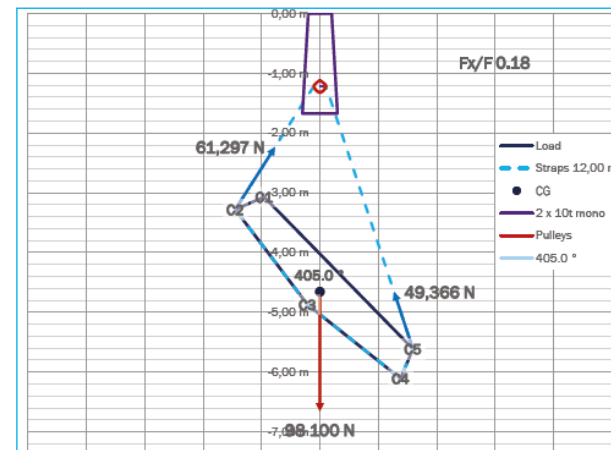 0,00 m
Fx/F 0.18
-1,00 m
-2,00 m
61,297 N
Load
Straps 12,00 m
CG
2 x 10t mono
Pulleys
405.0 °
-3,00 m
C1
C2
-4,00 m
405.0 °
49,366 N
C3
-5,00 m
C5
-6,00 m
C4
-7,00 m
98,100 N